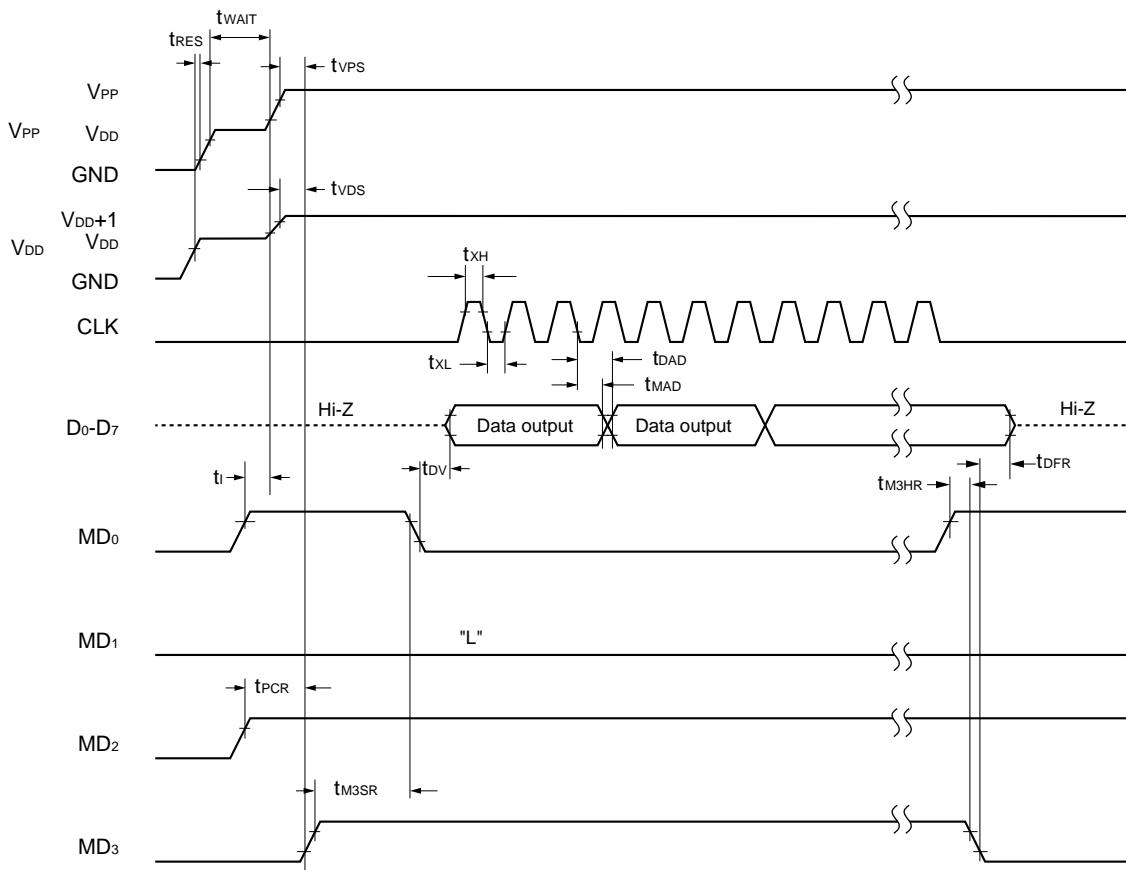 tWAIT
tRES
tVPS
VPP
VPP VDD
GND
tVDS
VDD+1
VDD VDD
GND
tXH
CLK
tXL
tDAD
tMAD
Hi-Z
Hi-Z
D0-D7
Data output
Data output
tI
tDV
tDFR
tM3HR
MD0
MD1
"L"
tPCR
MD2
tM3SR
MD3